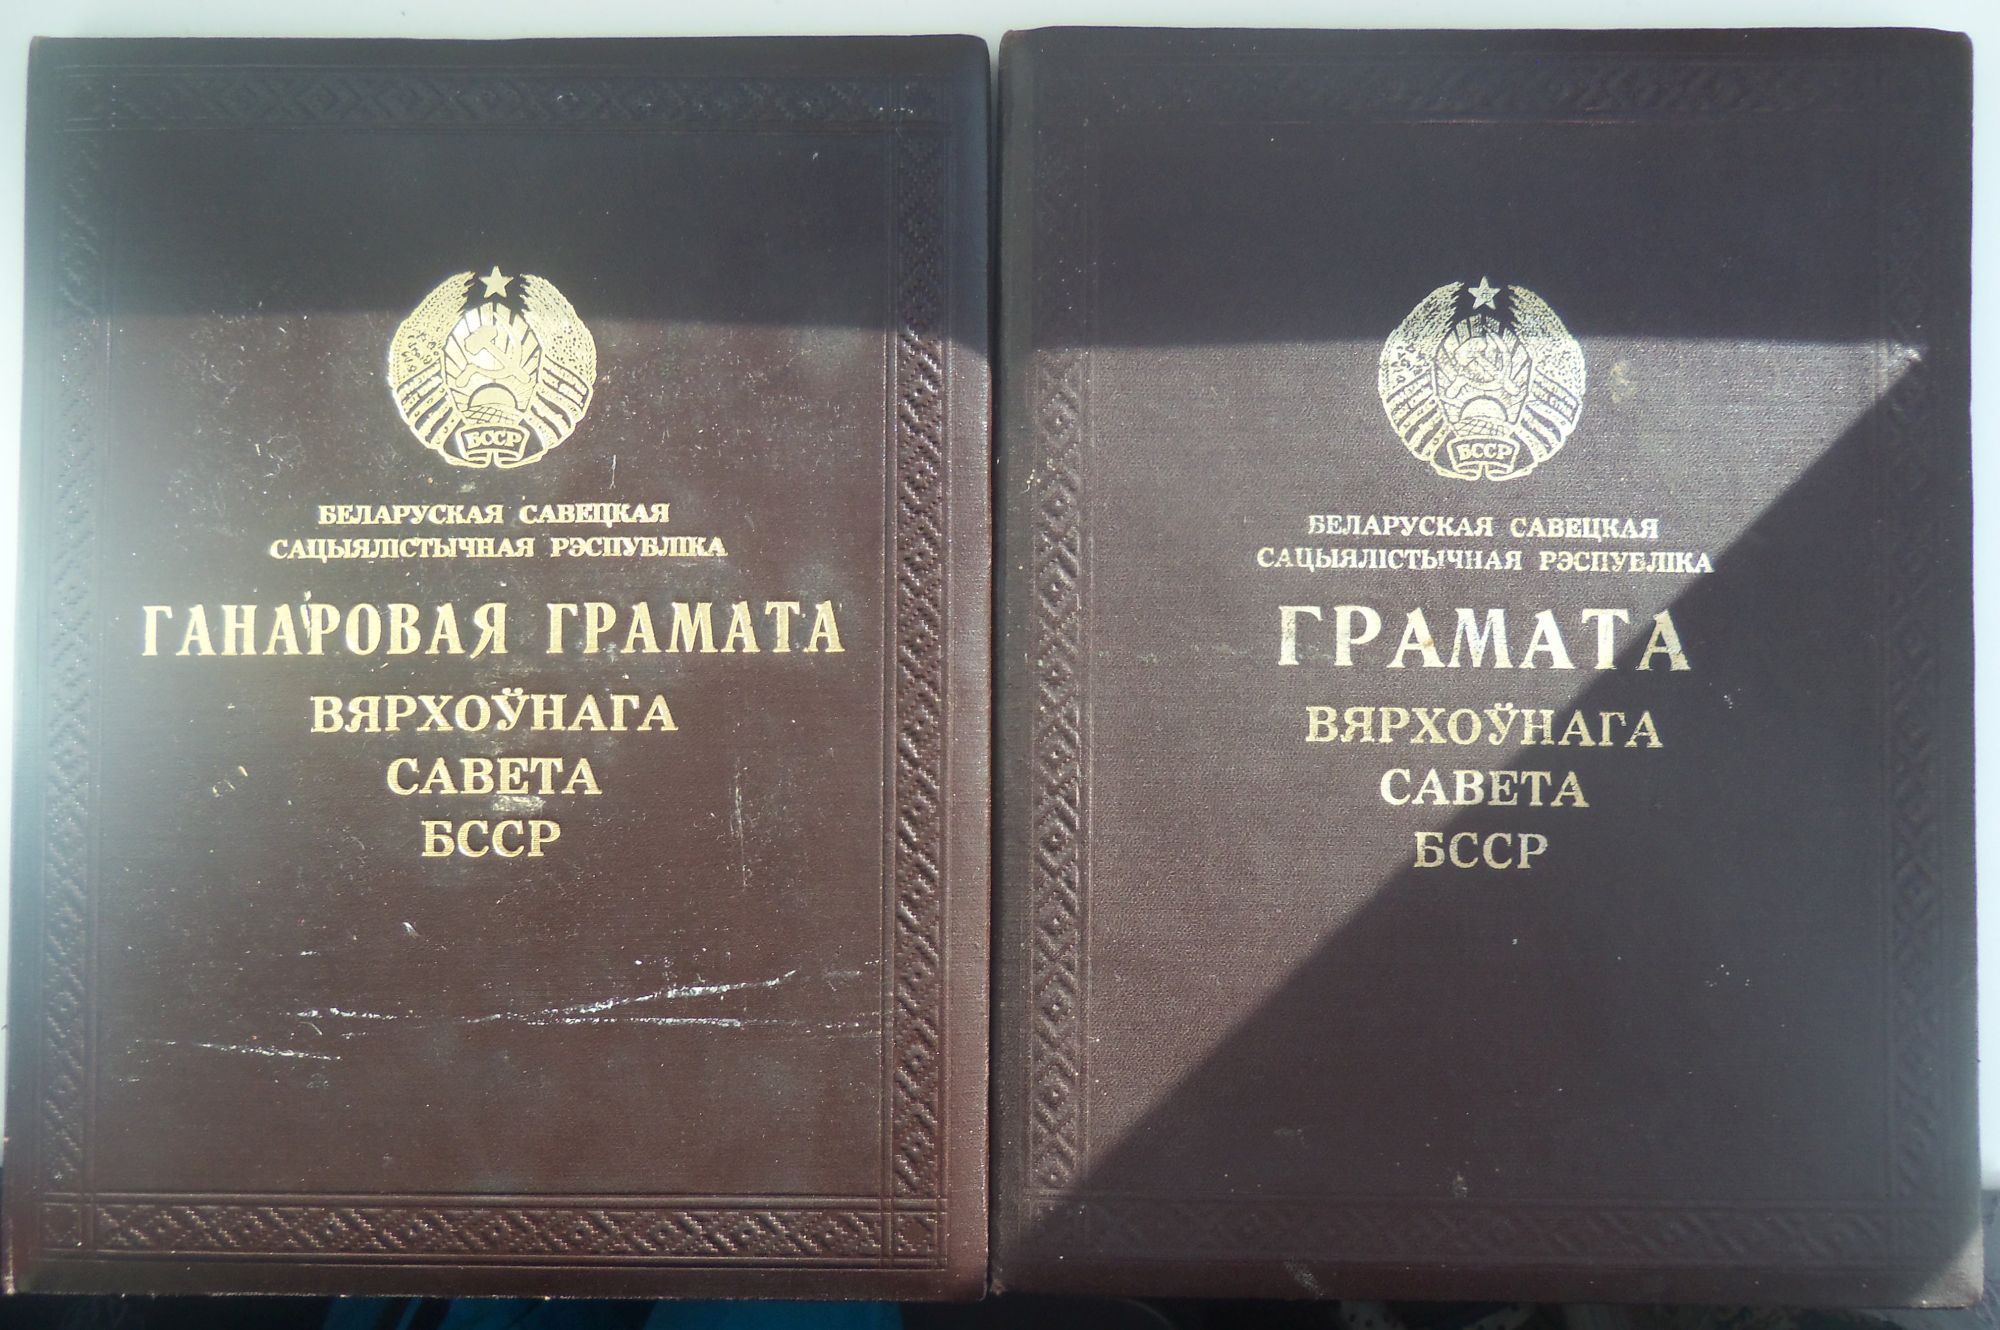 БССР
БЕЛАРУСКАЯ САВЕЦКАЯ
САЦЫЯЛІСТЫЧНАЯ РЭСПУБЛІКА
ГАНАРОВАЯ ГРАМАТА
ВЯРХОЎНАГА
САВЕТА
БССР
БССР
БЕЛАРУСКАЯ САВЕЦКАЯ
САЦЫЯЛІСТЫЧНАЯ РЭСПУБЛІКА
ГРАМАТА
ВЯРХОЎНАГА
САВЕТА
БССР